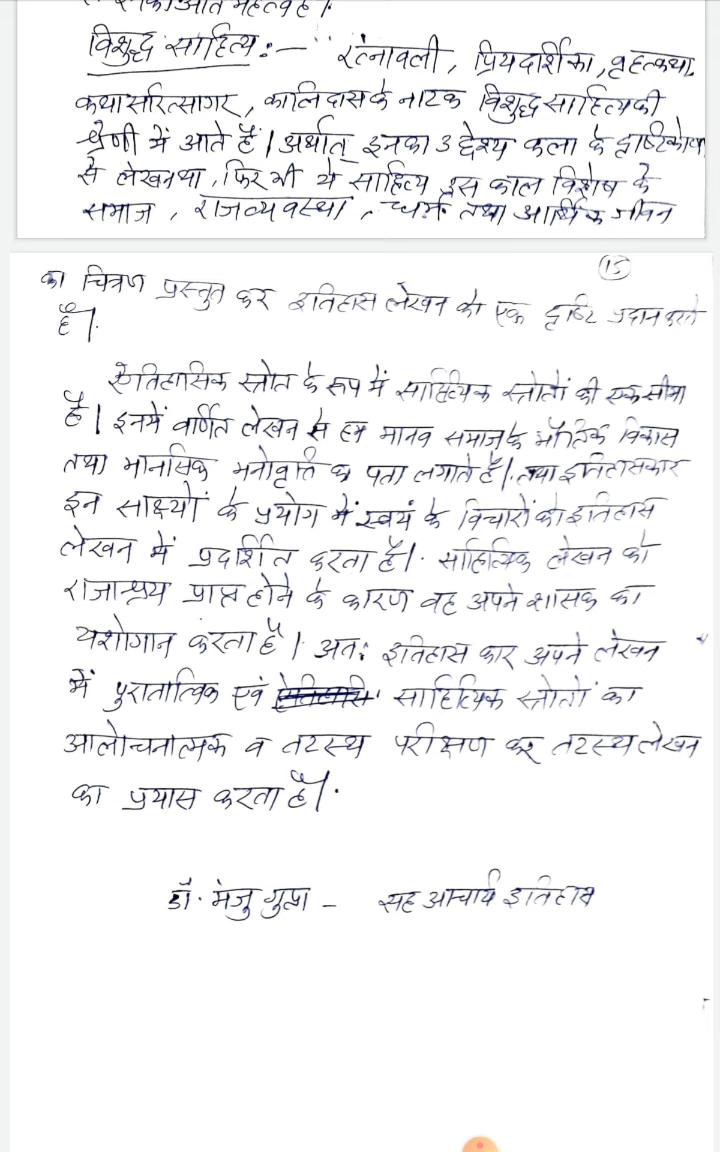 विशुद्ध साहित्य :- रत्नावली, प्रियदर्शिका, वृहत्कथा,
कथासरित्सागर, कालिदास के नाटक विशुद्ध साहित्य की
श्रेणी में आते हैं। अर्थात् इनका उद्देश्य कला के दृष्टिकोण
से लेखन था, फिर भी ये साहित्य इस काल विशेष के
समाज, राजव्यवस्था, धर्म तथा आर्थिक जीवन
15
का चित्रण प्रस्तुत कर इतिहास लेखन को एक दृष्टि प्रदान करते
हैं।
ऐतिहासिक स्त्रोत के रूप में साहित्यिक स्त्रोतों की एक सीमा
है। इनमें वर्णित लेखन से हम मानव समाज के भौतिक विकास
तथा मानसिक मनोवृति का पता लगाते हैं। तथा इतिहासकार
इन साक्ष्यों के प्रयोग में स्वयं के विचारों को इतिहास
लेखन में प्रदर्शित करता है। साहित्यिक लेखन को
राजाश्रय प्राप्त होने के कारण वह अपने शासक का
यशोगान करता है। अतः इतिहास कार अपने लेखन
में पुरातात्विक एवं साहित्यिक स्त्रोतों का
आलोचनात्मक व तटस्थ परीक्षण कर तटस्थ लेखन
का प्रयास करता है।
डॉ. मंजु गुप्ता - सह आचार्य इतिहास